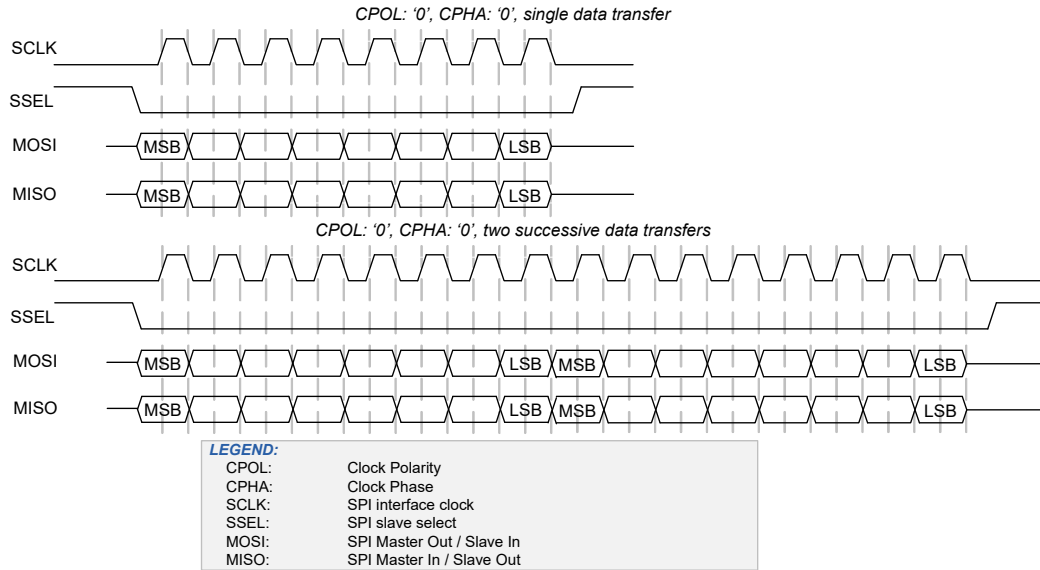 CPOL: ‘0’, CPHA: ‘0’, single data transfer
SCLK
SSEL
MOSI MSB LSB
MISO MSB LSB
CPOL: ‘0’, CPHA: ‘0’, two successive data transfers
SCLK
SSEL
MOSI MSB LSB MSB LSB
MISO MSB LSB MSB LSB
LEGEND:
CPOL: Clock Polarity
CPHA: Clock Phase
SCLK: SPI interface clock
SSEL: SPI slave select
MOSI: SPI Master Out / Slave In
MISO: SPI Master In / Slave Out